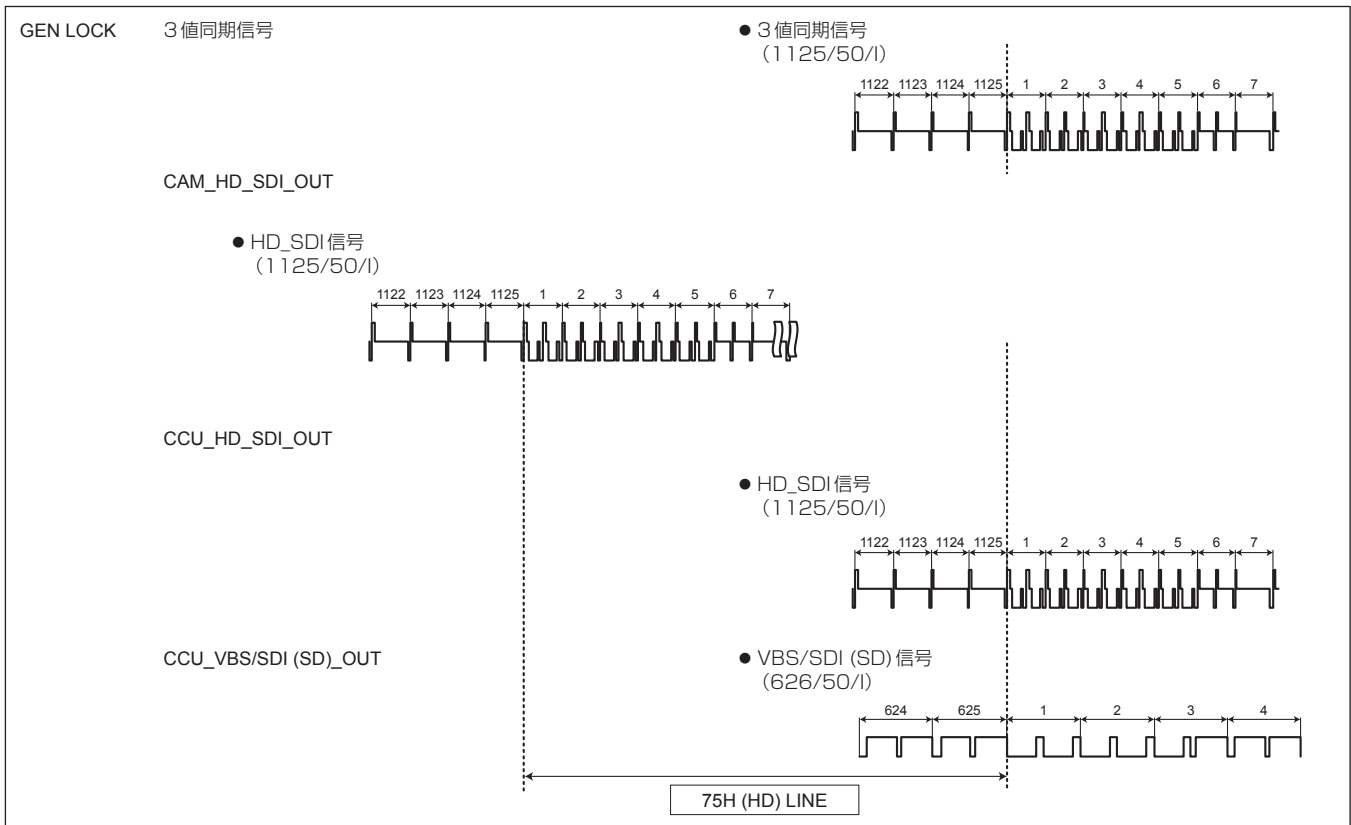 GEN LOCK 3値同期信号
● 3値同期信号
（1125/50/I）
1122 1123 1124 1125 1 2 3 4 5 6 7
CAM_HD_SDI_OUT
● HD_SDI信号
（1125/50/I）
1122 1123 1124 1125 1 2 3 4 5 6 7
CCU_HD_SDI_OUT
● HD_SDI信号
（1125/50/I）
1122 1123 1124 1125 1 2 3 4 5 6 7
CCU_VBS/SDI (SD)_OUT
● VBS/SDI (SD)信号
（626/50/I）
624 625 1 2 3 4
75H (HD) LINE